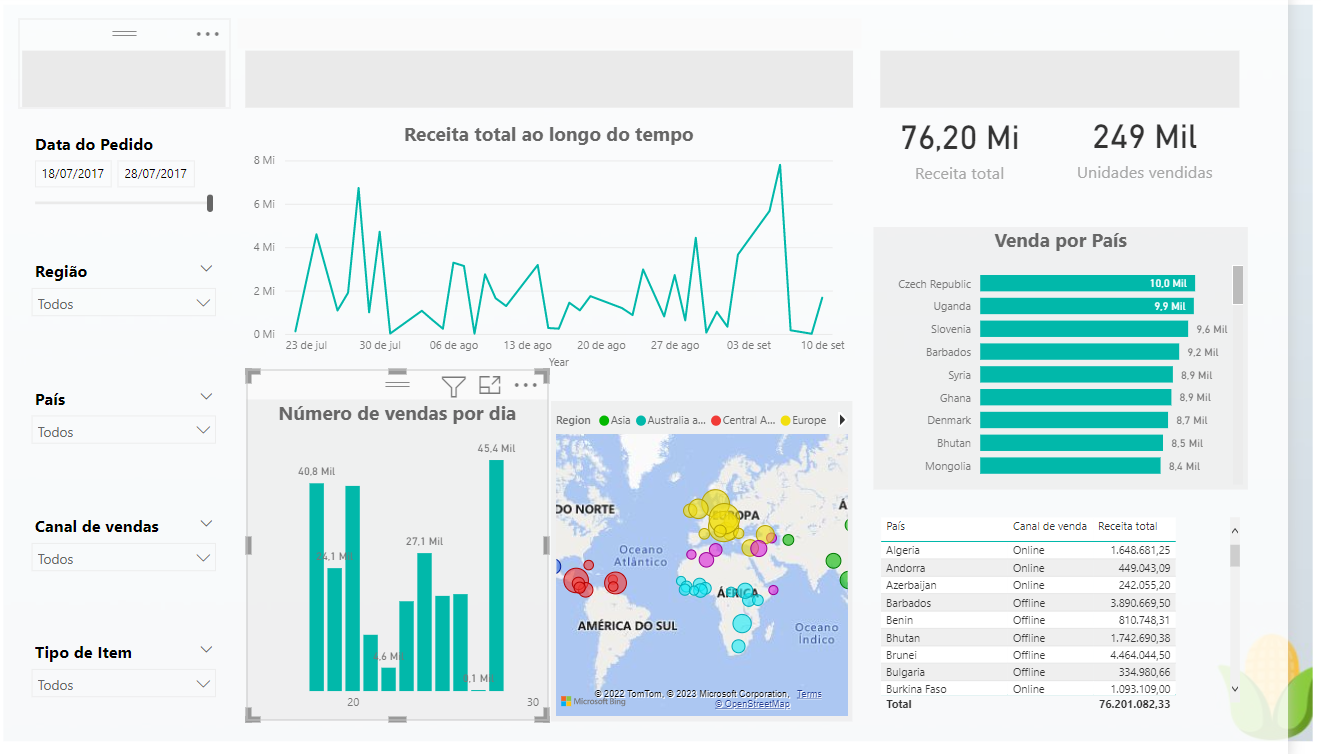 Data do Pedido
18/07/2017 28/07/2017
Região
Todos
País
Todos
Canal de vendas
Todos
Tipo de Item
Todos
Receita total ao longo do tempo
8 Mi
6 Mi
4 Mi
2 Mi
0 Mi
23 de jul 30 de jul 06 de ago 13 de ago 20 de ago 27 de ago 03 de set 10 de set
Year
Número de vendas por dia
45,4 Mil
40,8 Mil
24,1 Mil
27,1 Mil
6,6 Mil
0,1 Mil
20 30
Region Asia Australia a... Central A... Europe
DO NORTE
EUROPA
Á
Oceano
Atlântico
ÁFRICA
AMÉRICA DO SUL
Oceano
Índico
© 2022 TomTom, © 2023 Microsoft Corporation, Terms
Microsoft Bing © OpenStreetMap
76,20 Mi 249 Mil
Receita total Unidades vendidas
Venda por País
Czech Republic 10,0 Mil
Uganda 9,9 Mil
Slovenia 9,6 Mil
Barbados 9,2 Mil
Syria 8,9 Mil
Ghana 8,9 Mil
Denmark 8,7 Mil
Bhutan 8,5 Mil
Mongolia 8,4 Mil
País Canal de venda Receita total
Algeria Online 1.648.681,25
Andorra Online 449.043,09
Azerbaijan Online 242.055,20
Barbados Offline 3.890.669,50
Benin Offline 810.748,31
Bhutan Offline 1.742.690,38
Brunei Offline 4.464.044,50
Bulgaria Offline 334.980,66
Burkina Faso Online 1.093.109,00
Total 76.201.082,33